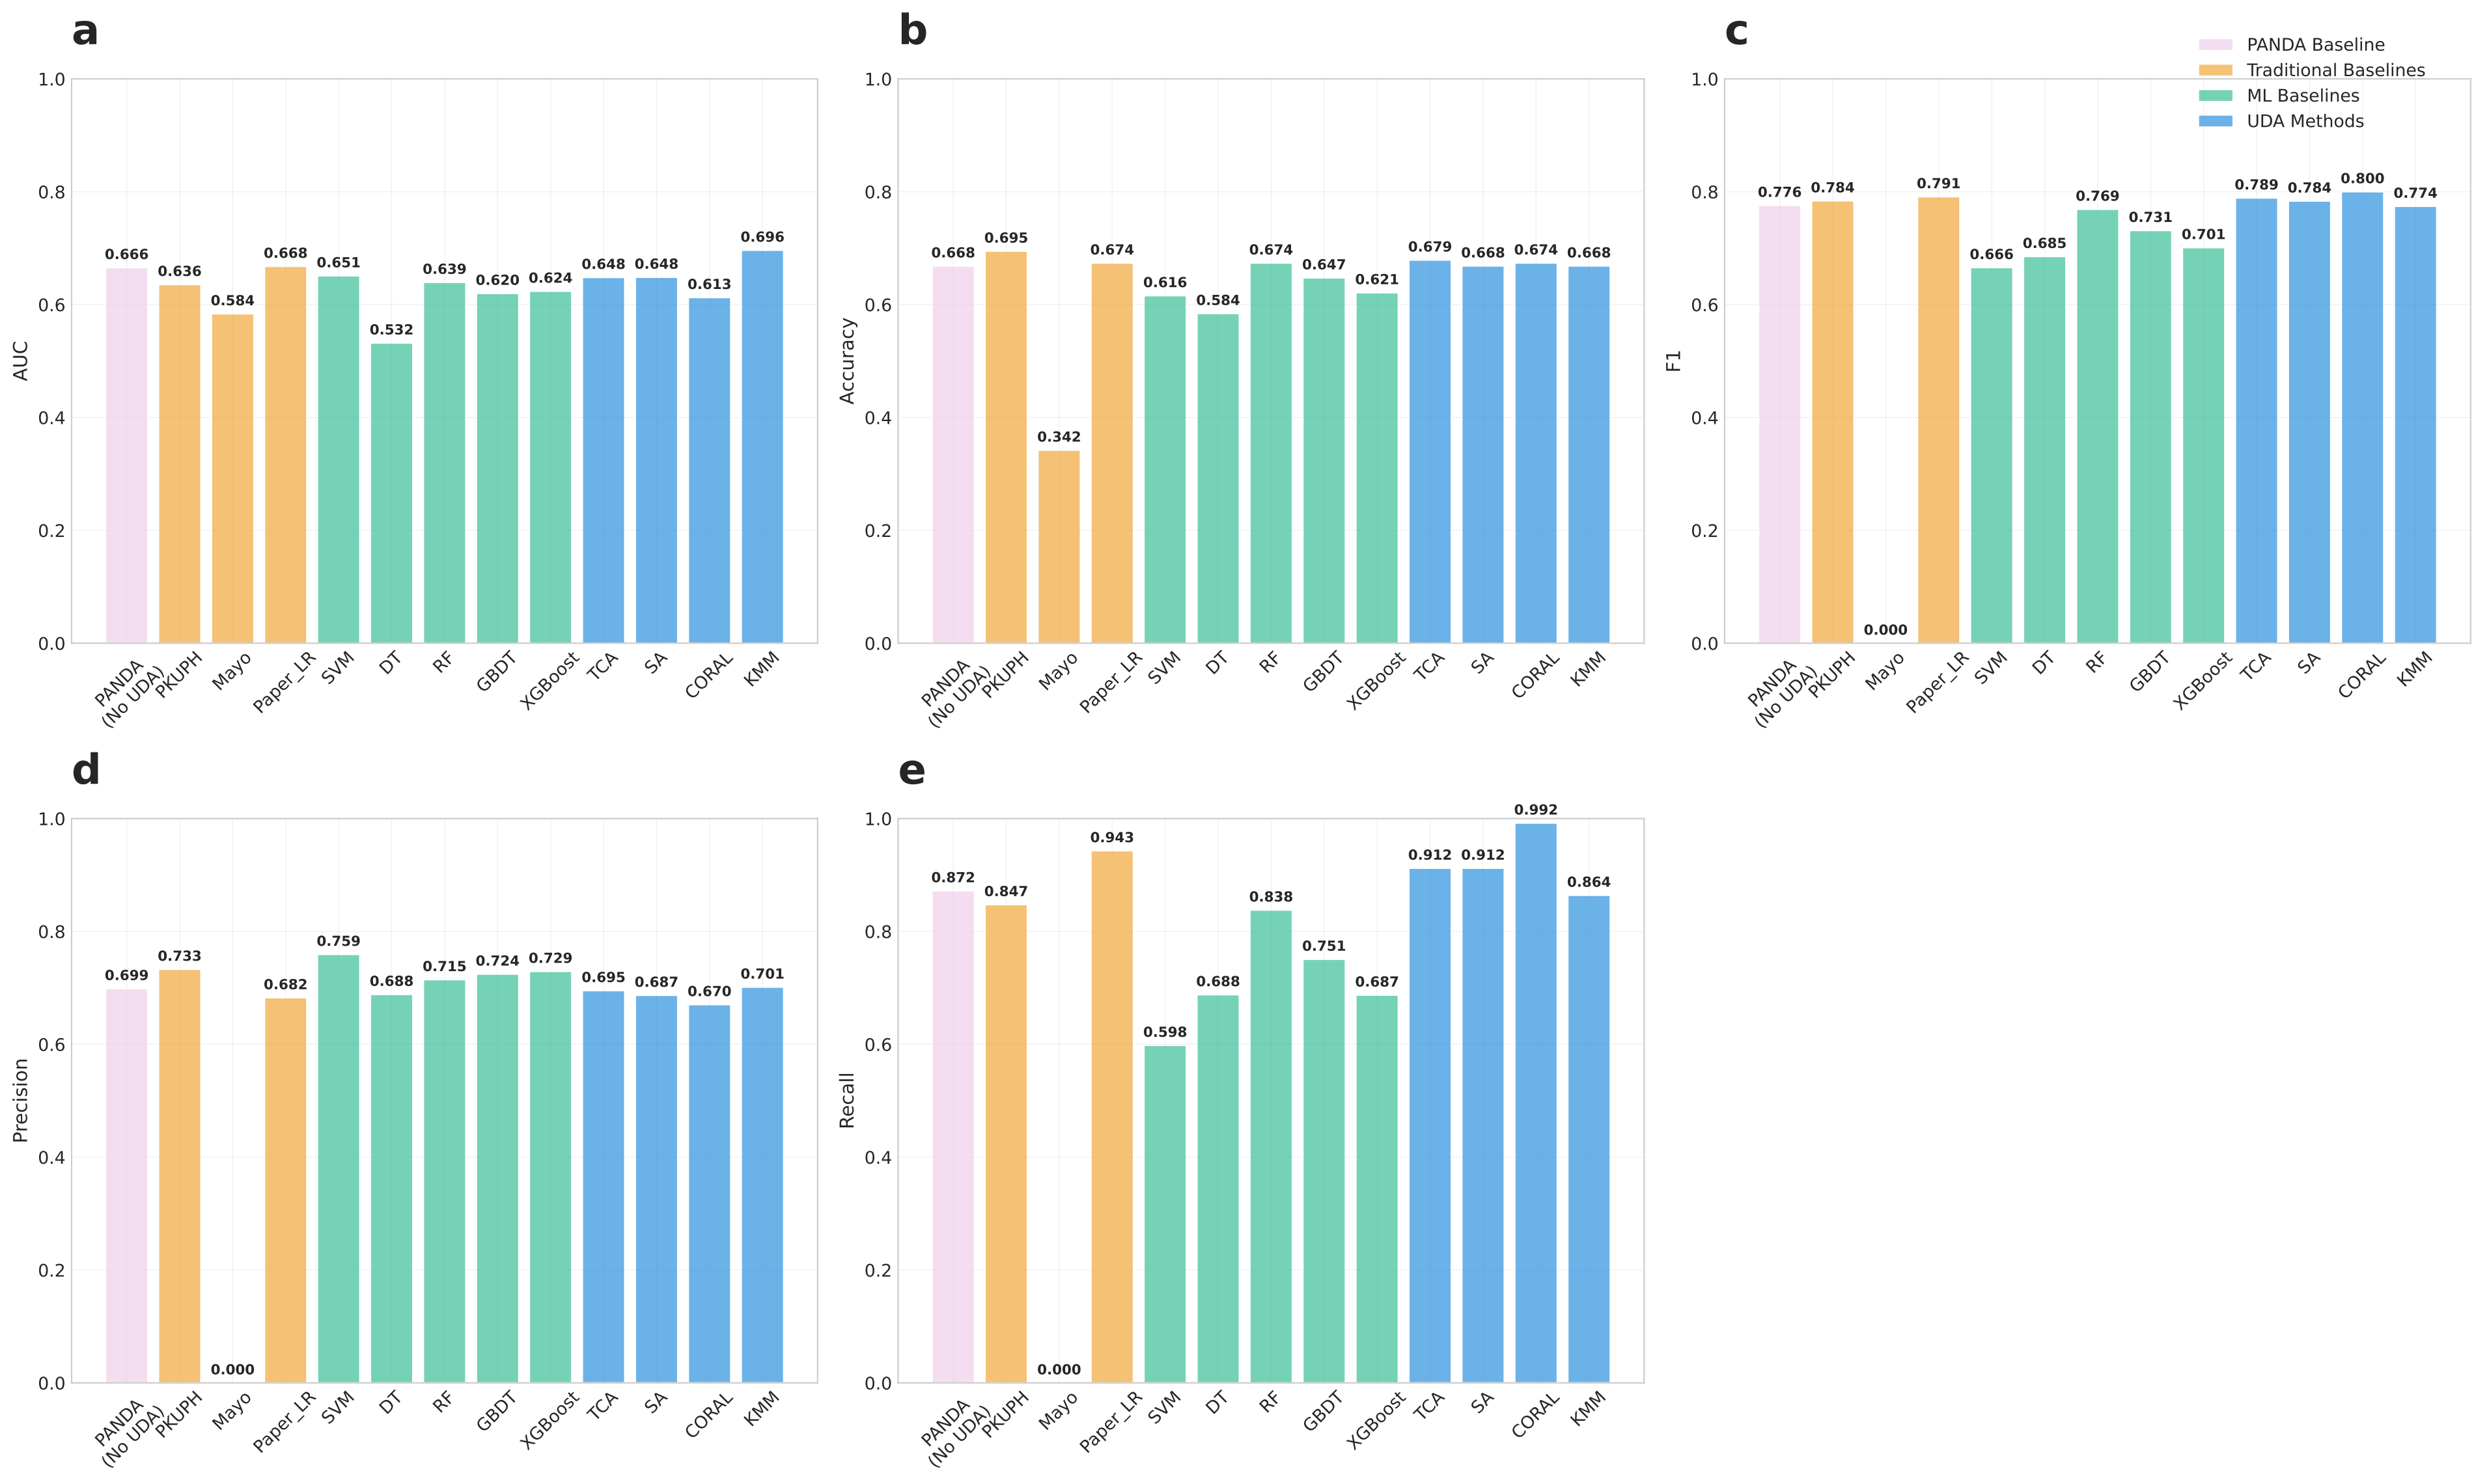 a
1.0
0.8
0.6
0.4
0.2
0.0
AUC
0.666
0.636
0.584
0.668
0.651
0.532
0.639
0.620
0.624
0.648
0.648
0.613
0.696
PANDA
(No UDA)
PKUPH
Mayo
Paper_LR
SVM
DT
RF
GBDT
XGBoost
TCA
SA
CORAL
KMM
b
1.0
0.8
0.6
0.4
0.2
0.0
Accuracy
0.668
0.695
0.342
0.674
0.616
0.584
0.674
0.647
0.621
0.679
0.668
0.674
0.668
PANDA
(No UDA)
PKUPH
Mayo
Paper_LR
SVM
DT
RF
GBDT
XGBoost
TCA
SA
CORAL
KMM
c
PANDA Baseline
Traditional Baselines
ML Baselines
UDA Methods
1.0
0.8
0.6
0.4
0.2
0.0
F1
0.776
0.784
0.000
0.791
0.666
0.685
0.769
0.731
0.701
0.789
0.784
0.800
0.774
PANDA
(No UDA)
PKUPH
Mayo
Paper_LR
SVM
DT
RF
GBDT
XGBoost
TCA
SA
CORAL
KMM
d
1.0
0.8
0.6
0.4
0.2
0.0
Precision
0.699
0.733
0.000
0.682
0.759
0.688
0.715
0.724
0.729
0.695
0.687
0.670
0.701
PANDA
(No UDA)
PKUPH
Mayo
Paper_LR
SVM
DT
RF
GBDT
XGBoost
TCA
SA
CORAL
KMM
e
1.0
0.8
0.6
0.4
0.2
0.0
Recall
0.872
0.847
0.000
0.943
0.598
0.688
0.838
0.751
0.687
0.912
0.912
0.992
0.864
PANDA
(No UDA)
PKUPH
Mayo
Paper_LR
SVM
DT
RF
GBDT
XGBoost
TCA
SA
CORAL
KMM